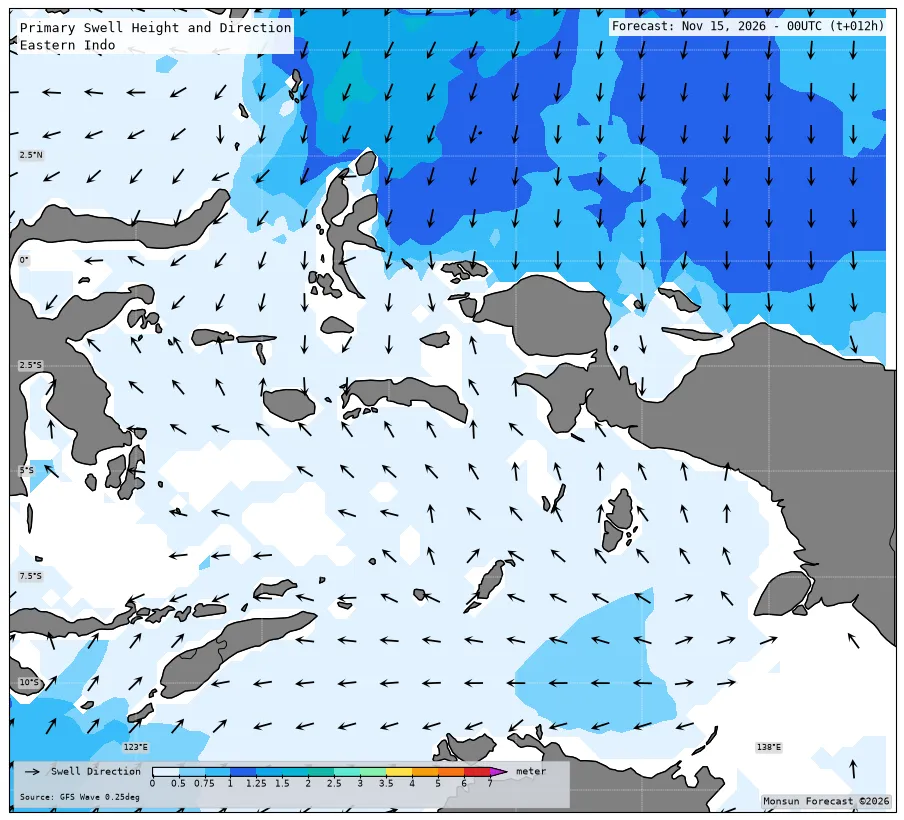 Primary Swell Height and Direction
Eastern Indo
Forecast: Nov 15, 2026 - 00UTC (t+012h)
2.5°N
0°
2.5°S
5°S
7.5°S
10°S
123°E
138°E
Swell Direction
0 0.5 0.75 1 1.25 1.5 2 2.5 3 3.5 4 5 6 7
meter
Source: GFS Wave 0.25deg
Monsun Forecast ©2026